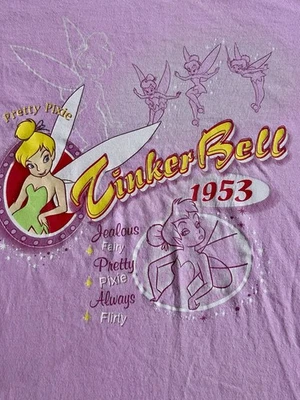 Pretty Pixie
Tinker Bell
1953
Jealous
Fairy
Pretty
Pixie
Always
Flirty